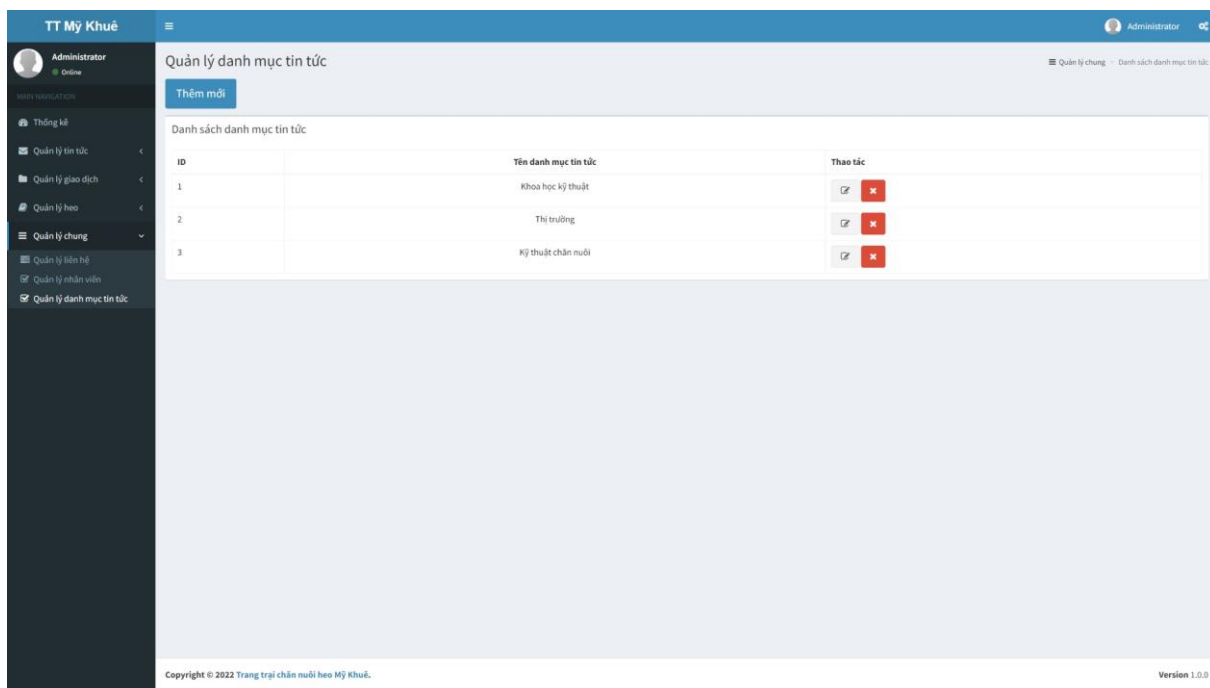 TT Mỹ Khuê
Administrator
Administrator
Online
MAIN NAVIGATION
Thống kê
Quản lý tin tức
Quản lý giao dịch
Quản lý heo
Quản lý chung
Quản lý liên hệ
Quản lý nhân viên
Quản lý danh mục tin tức
Quản lý danh mục tin tức
Quản lý chung > Danh sách danh mục tin tức
Thêm mới
Danh sách danh mục tin tức
ID Tên danh mục tin tức Thao tác
1 Khoa học kỹ thuật
2 Thị trường
3 Kỹ thuật chăn nuôi
Copyright © 2022 Trang trại chăn nuôi heo Mỹ Khuê. Version 1.0.0